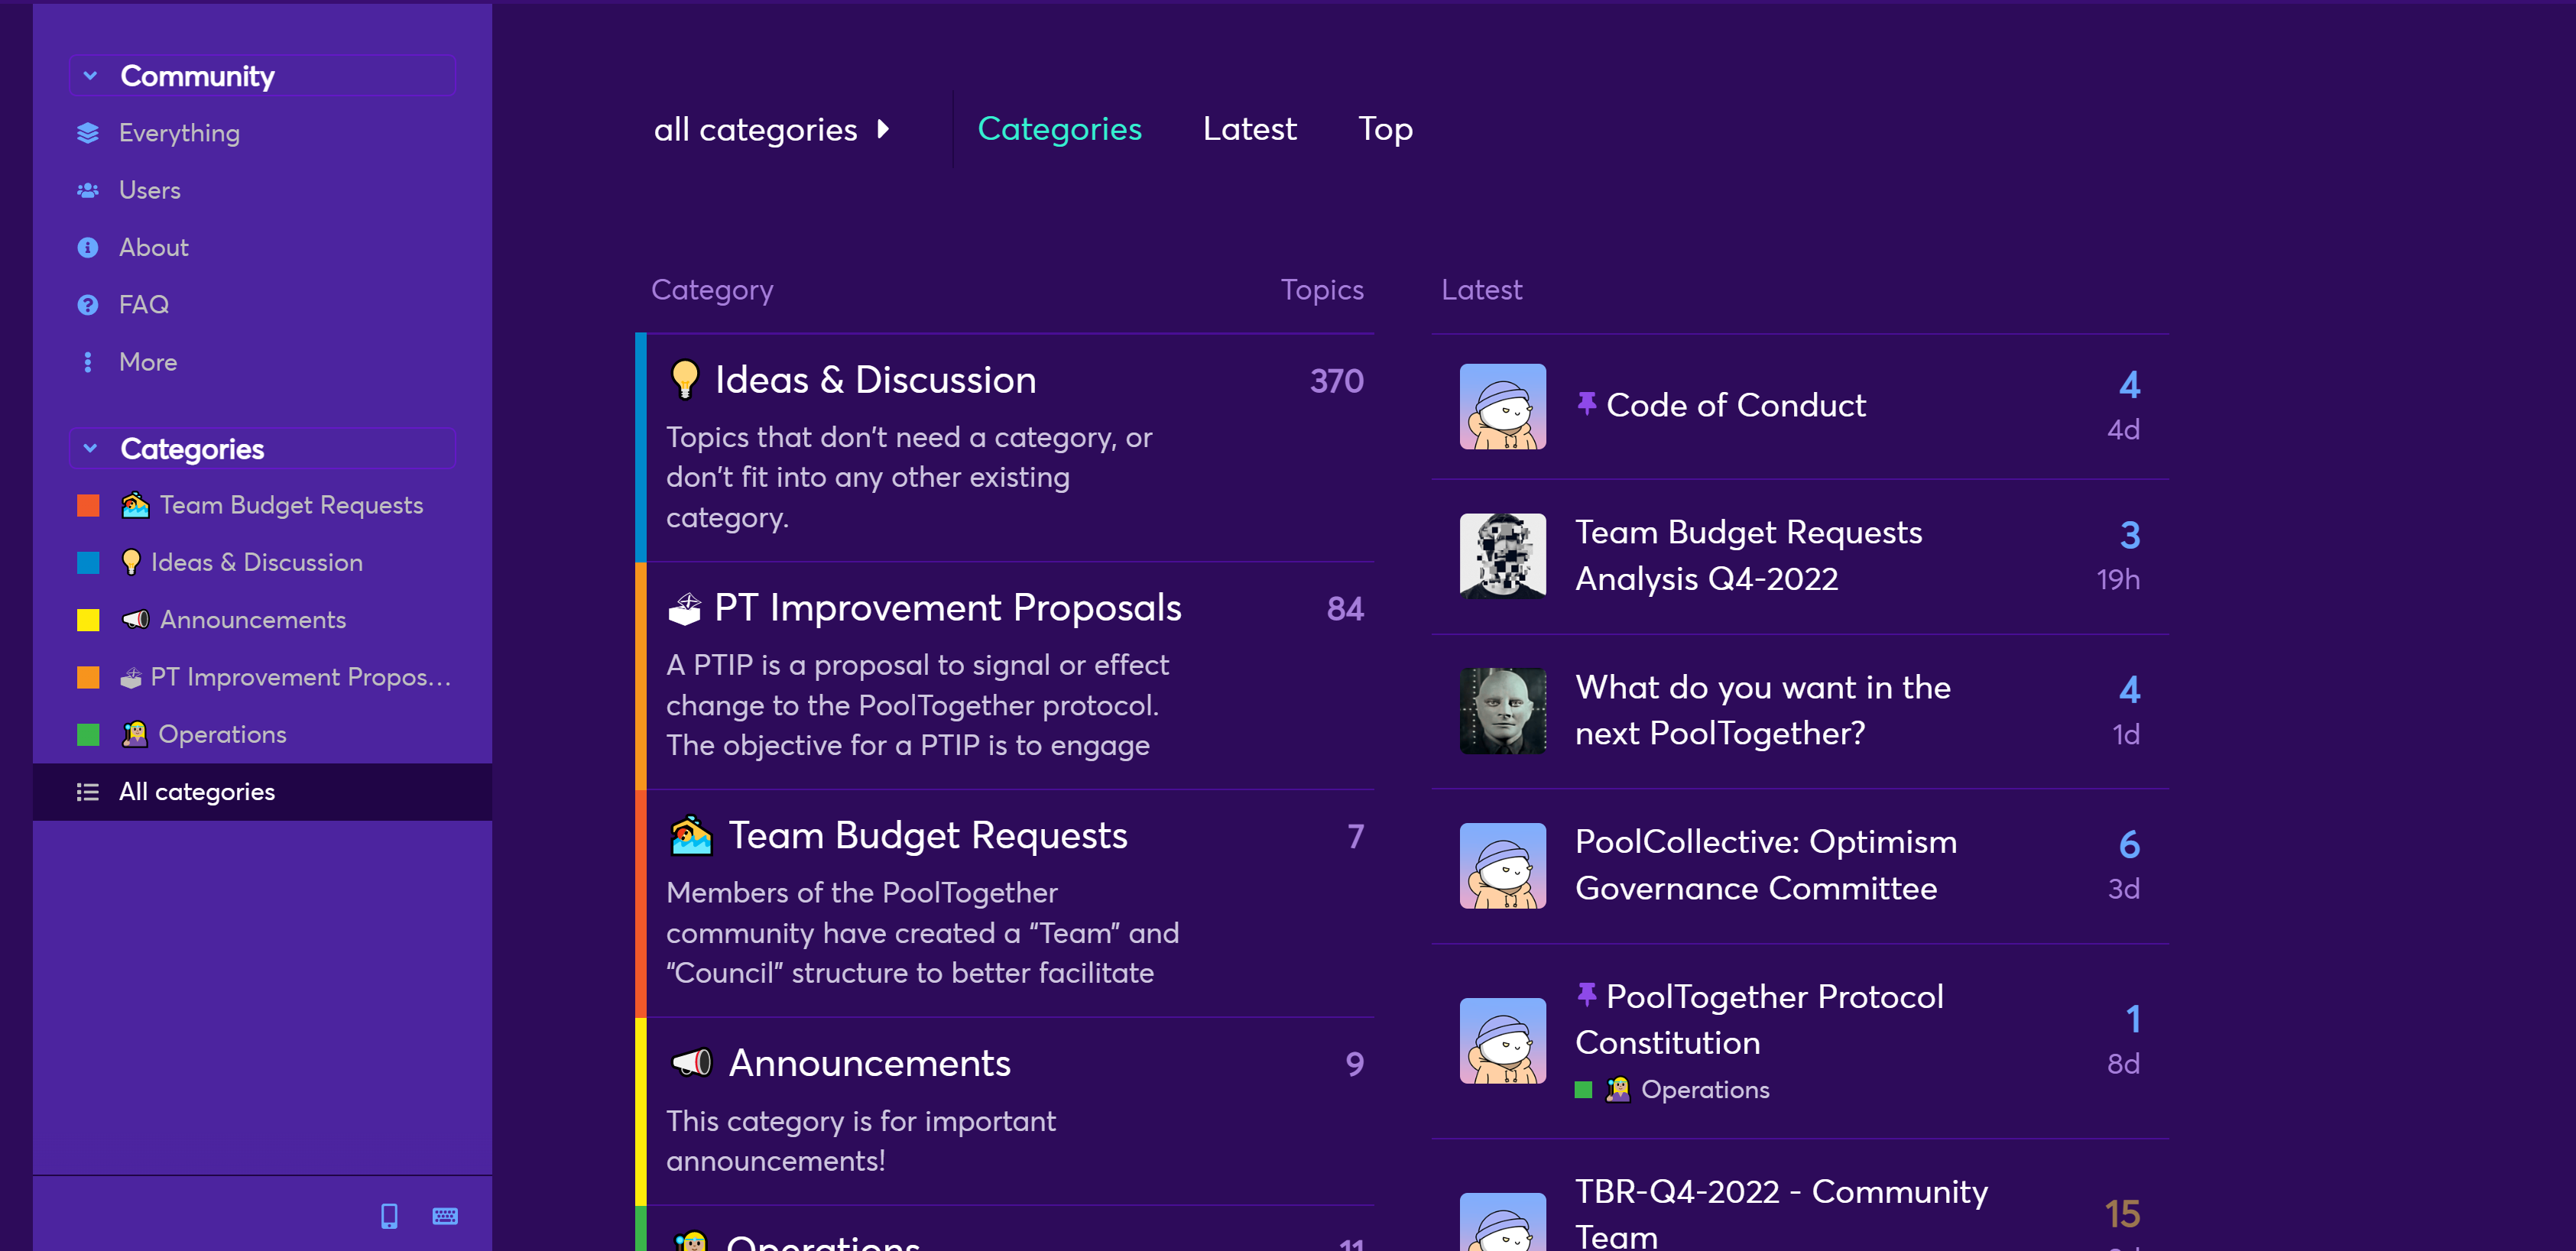 Community
Everything
Users
About
FAQ
More
Categories
Team Budget Requests
Ideas & Discussion
Announcements
PT Improvement Propos...
Operations
All categories
all categories
Categories
Latest
Top
Category
Topics
Ideas & Discussion
370
Topics that don't need a category, or
don't fit into any other existing
category.
PT Improvement Proposals
84
A PTIP is a proposal to signal or effect
change to the PoolTogether protocol.
The objective for a PTIP is to engage
Team Budget Requests
7
Members of the PoolTogether
community have created a “Team” and
“Council” structure to better facilitate
Announcements
9
This category is for important
announcements!
Operations
11
Latest
Code of Conduct
4
4d
Team Budget Requests
Analysis Q4-2022
3
19h
What do you want in the
next PoolTogether?
4
1d
PoolCollective: Optimism
Governance Committee
6
3d
PoolTogether Protocol
Constitution
Operations
1
8d
TBR-Q4-2022 - Community
Team
15